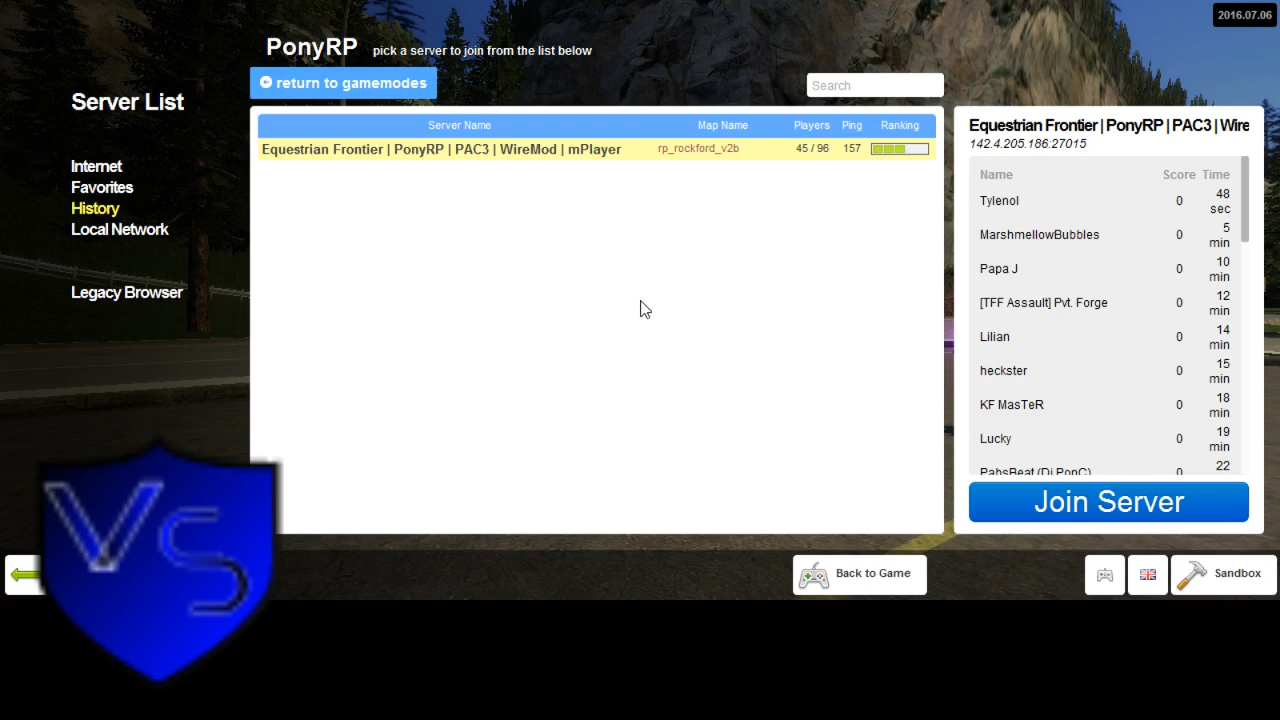 2016.07.06
PonyRP pick a server to join from the list below
return to gamemodes
Search
Server List
Internet
Favorites
History
Local Network
Legacy Browser
Server Name Map Name Players Ping Ranking
Equestrian Frontier | PonyRP | PAC3 | WireMod | mPlayer rp_rockford_v2b 45 / 96 157
Equestrian Frontier | PonyRP | PAC3 | Wire
142.4.205.186:27015
Name Score Time
Tylenol 0 48 sec
MarshmellowBubbles 0 5 min
Papa J 0 10 min
[TFF Assault] Pvt. Forge 0 12 min
Lilian 0 14 min
heckster 0 15 min
KF MasTeR 0 18 min
Lucky 0 19 min
PabsBeat (Dj PonC) 0 22
Join Server
VS
Back to Game
Sandbox